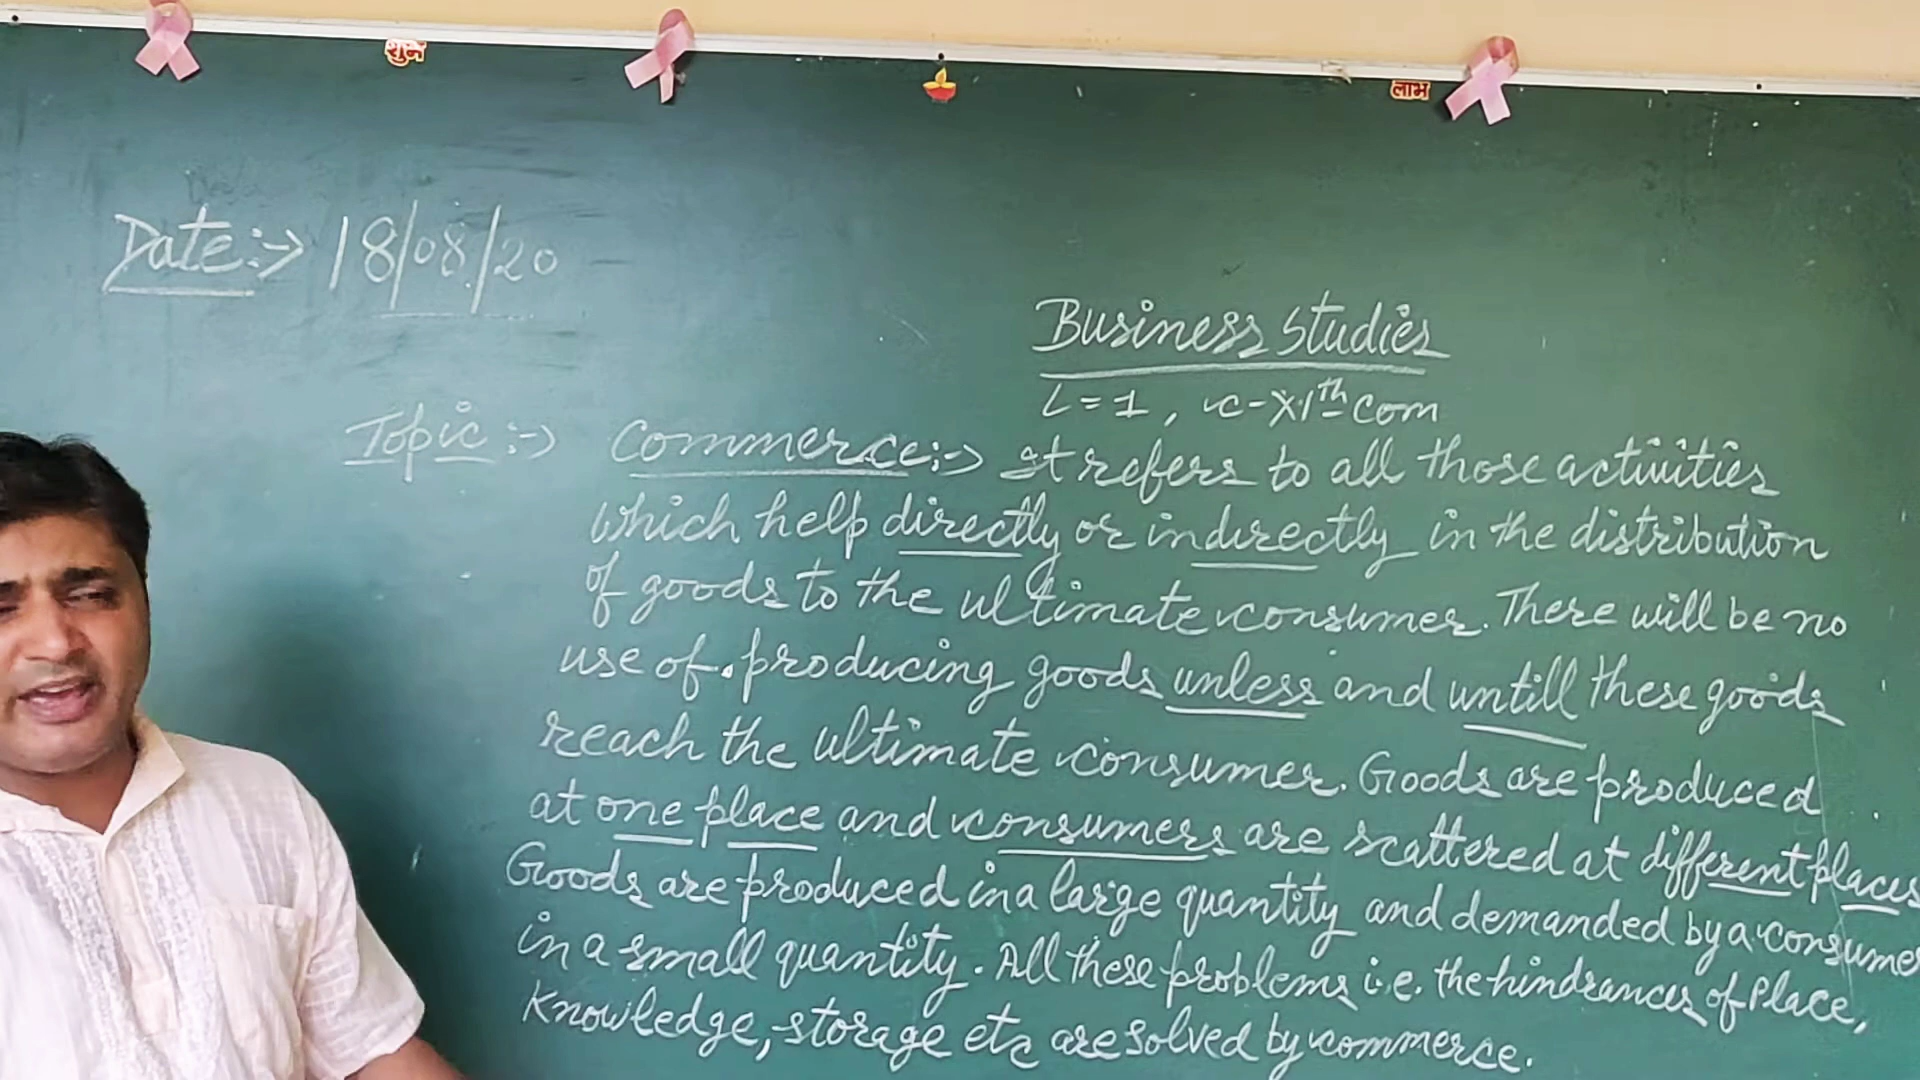 शुभ
लाभ
Date:-> 18/08/20
Business Studies
L=1, C-XIth Com
Topic:-> Commerce:-> It refers to all those activities
which help directly or indirectly in the distribution
of goods to the ultimate consumer. There will be no
use of producing goods unless and untill these goods
reach the ultimate consumer. Goods are produced
at one place and consumers are scattered at different places
Goods are produced in a large quantity and demanded by a consumer
in a small quantity. All these problems i.e. the hindrances of Place,
Knowledge, storage etc are solved by commerce.